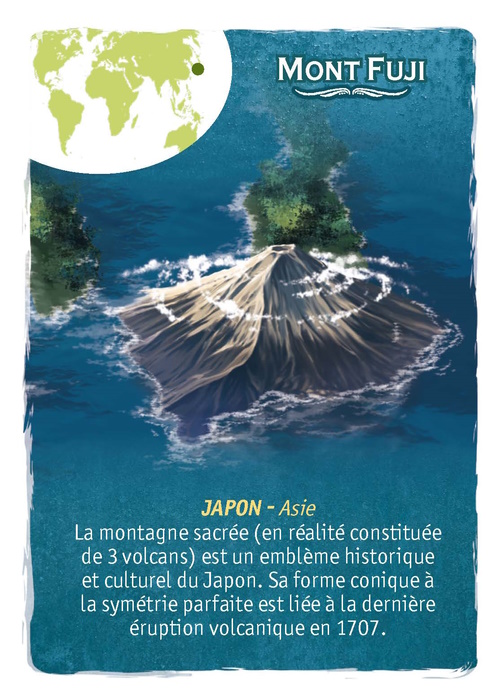 MONT FUJI
JAPON - Asie
La montagne sacrée (en réalité constituée
de 3 volcans) est un emblème historique
et culturel du Japon. Sa forme conique à
la symétrie parfaite est liée à la dernière
éruption volcanique en 1707.